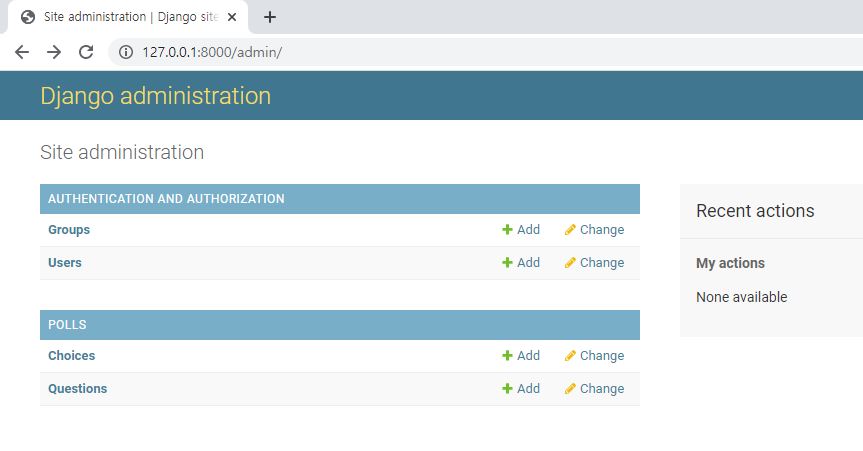 Site administration | Django site
127.0.0.1:8000/admin/
Django administration
Site administration
AUTHENTICATION AND AUTHORIZATION
Groups Add Change
Users Add Change
POLLS
Choices Add Change
Questions Add Change
Recent actions
My actions
None available